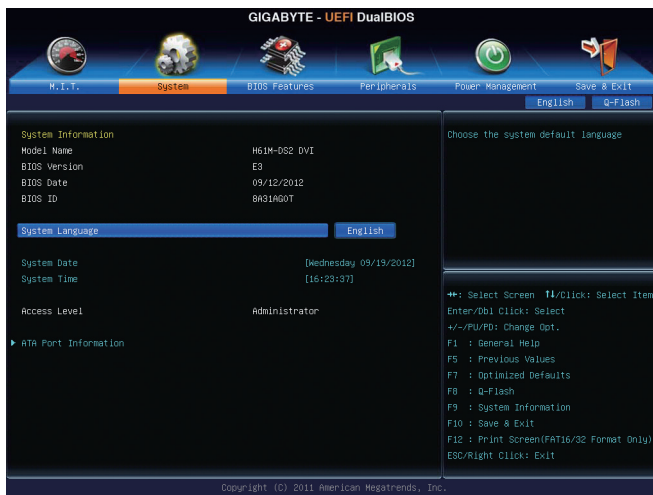 GIGABYTE - UEFI DualBIOS
M.I.T. System BIOS Features Peripherals Power Management Save & Exit
English Q-Flash
System Information
Model Name H61M-DS2 DVI
BIOS Version E3
BIOS Date 09/12/2012
BIOS ID 8A31AG0T
System Language English
System Date [Wednesday 09/19/2012]
System Time [16:23:37]
Access Level Administrator
ATA Port Information
Choose the system default language
→←: Select Screen ↑↓/Click: Select Item
Enter/Dbl Click: Select
+/-/PU/PD: Change Opt.
F1 : General Help
F5 : Previous Values
F7 : Optimized Defaults
F8 : Q-Flash
F9 : System Information
F10 : Save & Exit
F12 : Print Screen(FAT16/32 Format Only)
ESC/Right Click: Exit
Copyright (C) 2011 American Megatrends, Inc.